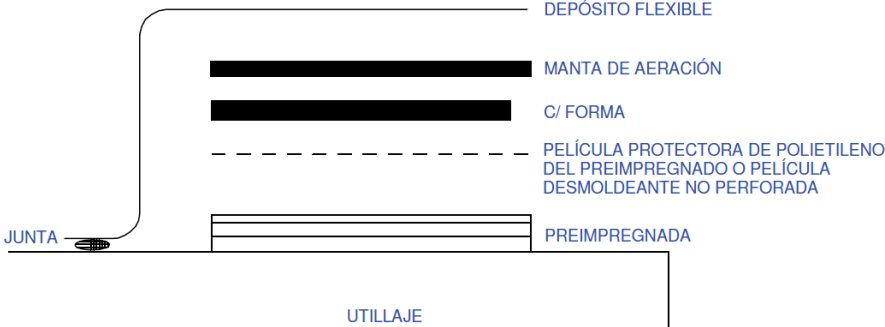 DEPÓSITO FLEXIBLE
MANTA DE AERACIÓN
C/ FORMA
PELÍCULA PROTECTORA DE POLIETILENO
DEL PREIMPREGNADO O PELÍCULA
DESMOLDEANTE NO PERFORADA
JUNTA
PREIMPREGNADA
UTILLAJE